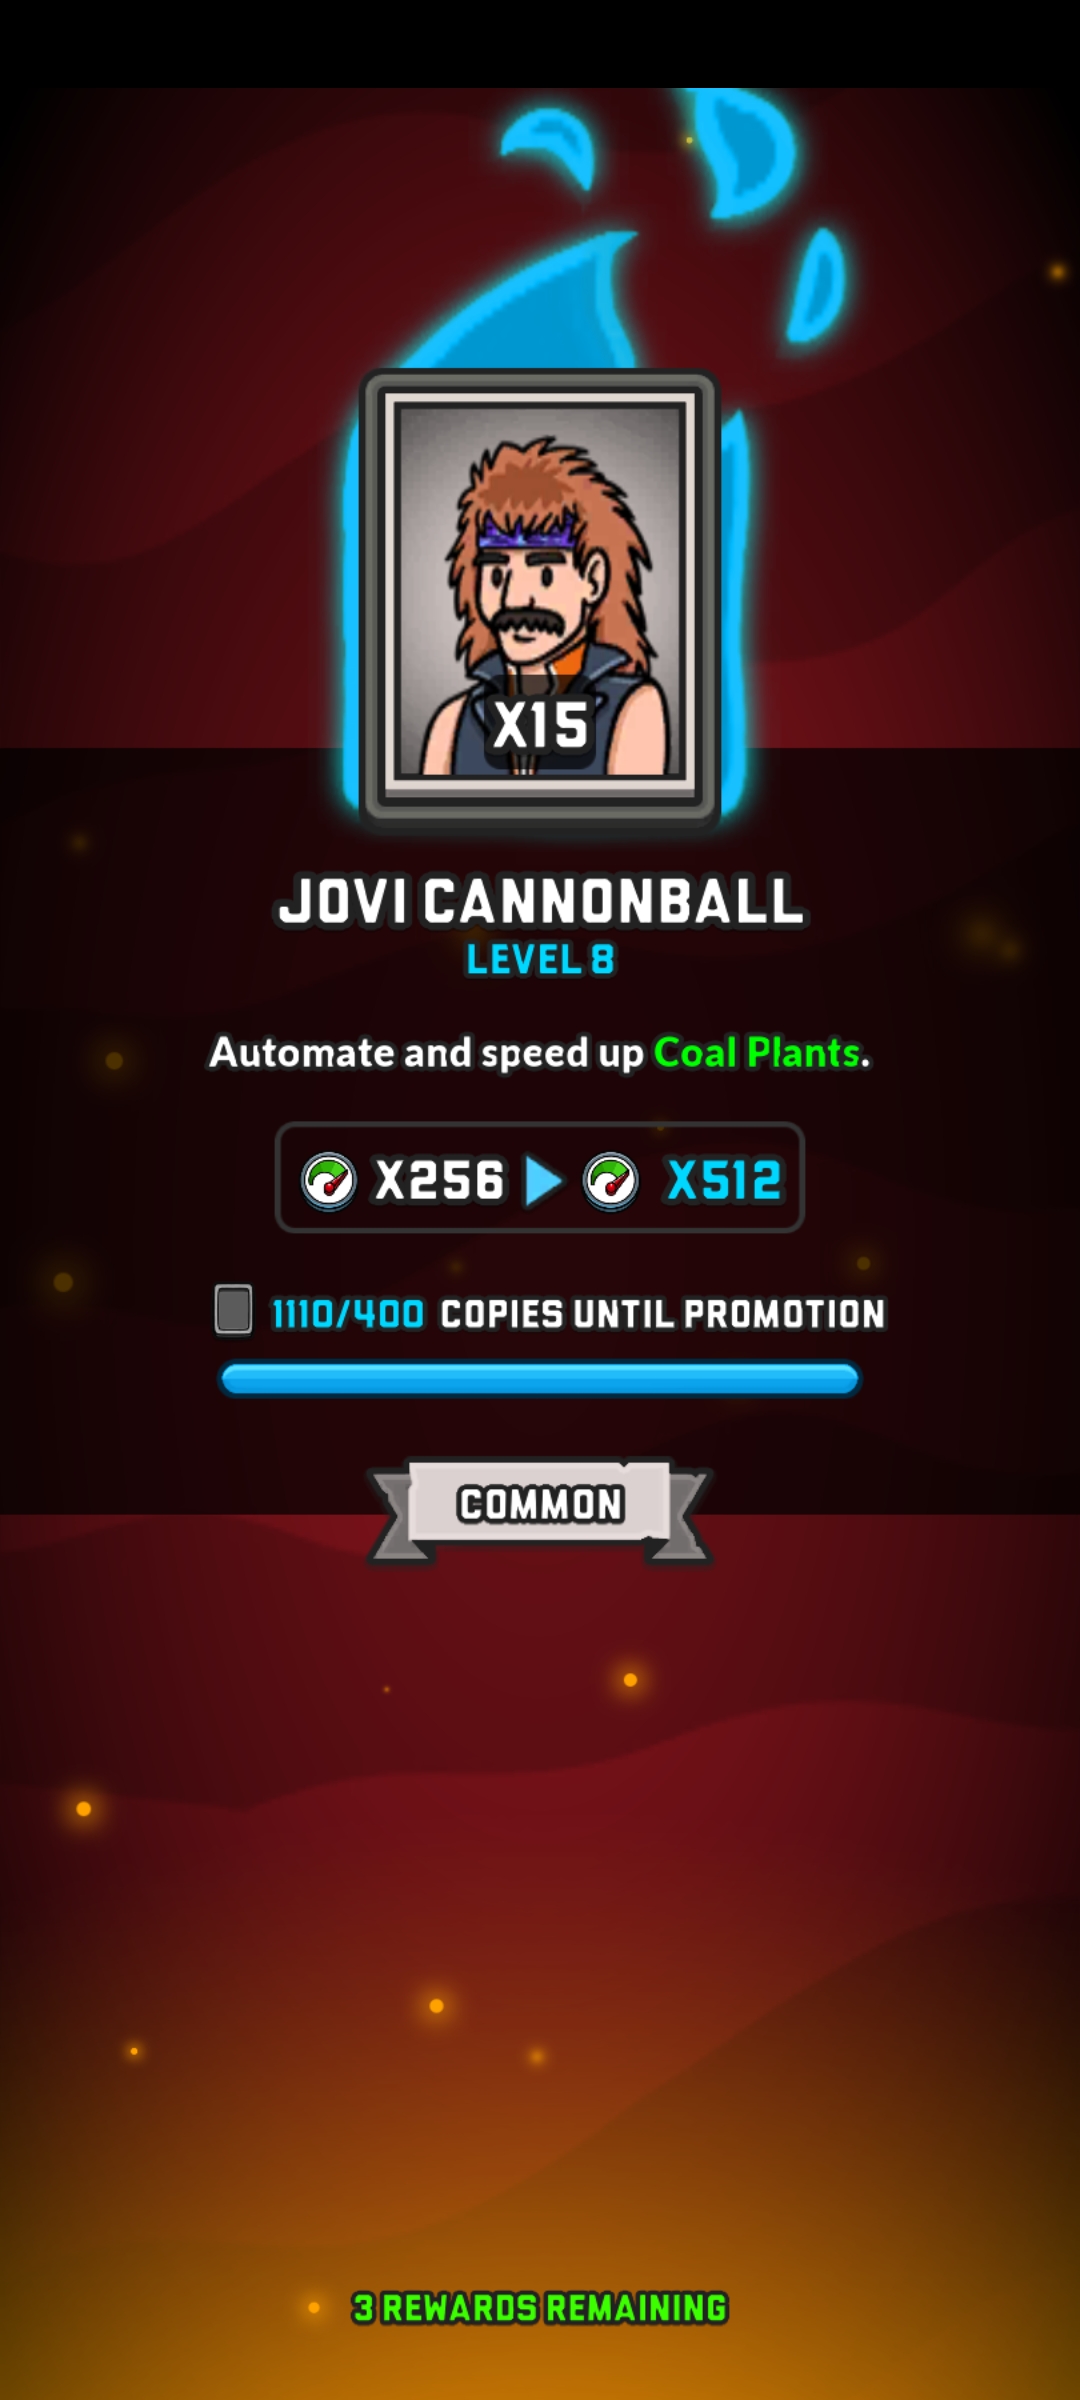 X15
JOVI CANNONBALL
LEVEL 8
Automate and speed up Coal Plants.
X256 X512
1110/400 COPIES UNTIL PROMOTION
COMMON
3 REWARDS REMAINING